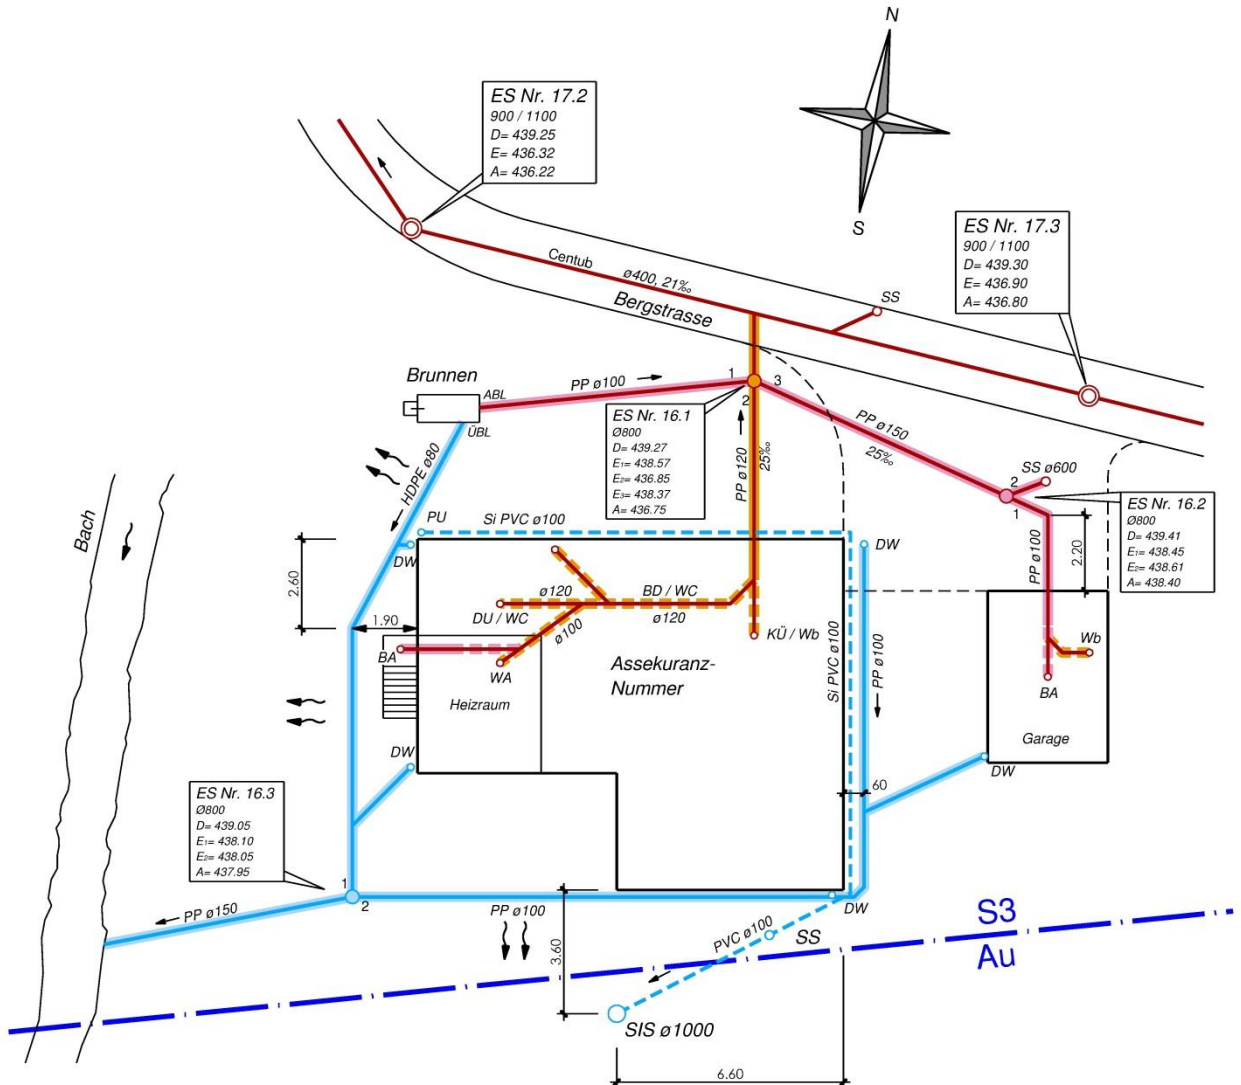 N
S
ES Nr. 17.2
900 / 1100
D= 439.25
E= 436.32
A= 436.22
ES Nr. 17.3
900 / 1100
D= 439.30
E= 436.90
A= 436.80
Centub
ø400, 21‰
Bergstrasse
SS
Brunnen
ABL
ÜBL
PP ø100
1
3
2
ES Nr. 16.1
Ø800
D= 439.27
E1= 438.57
E2= 436.85
E3= 438.37
A= 436.75
PP ø120
25‰
PP ø150
25‰
SS ø600
2
1
ES Nr. 16.2
Ø800
D= 439.41
E1= 438.45
E2= 438.61
A= 438.40
HDPE ø80
PU
Si PVC ø100
DW
DW
Bach
2.60
1.90
PP ø100
2.20
ø120
BD / WC
DU / WC
ø120
ø100
KÜ / Wb
BA
WA
Assekuranz-
Nummer
Heizraum
Si PVC ø100
PP ø100
Wb
BA
Garage
DW
DW
60
ES Nr. 16.3
Ø800
D= 439.05
E1= 438.10
E2= 438.05
A= 437.95
1
2
PP ø150
PP ø100
DW
3.60
PVC ø100
SS
S3
Au
SIS ø1000
6.60